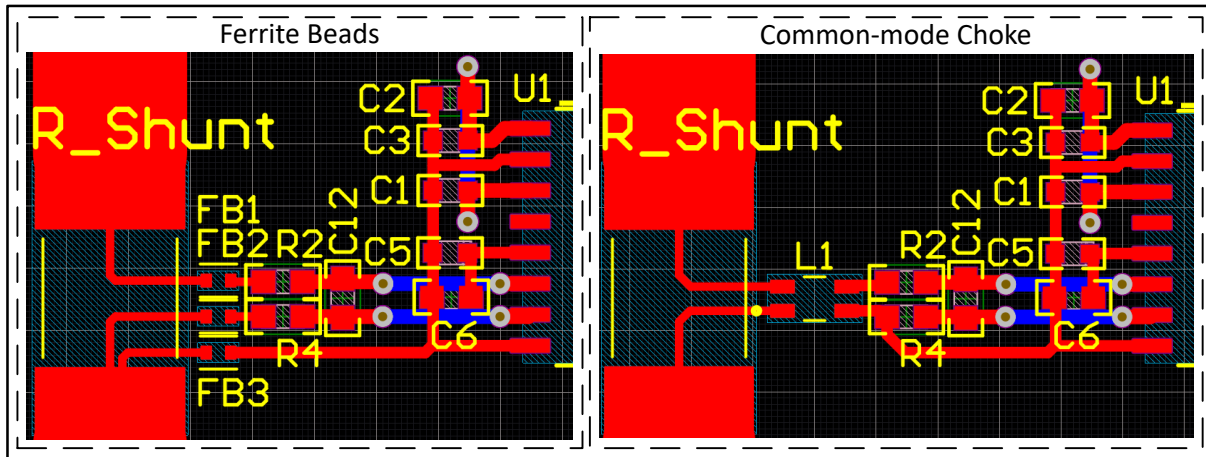 Ferrite Beads
C2
U1
R_Shunt
C3
C1
FB1
FB2
R2
C12
C5
R4
C6
FB3
Common-mode Choke
C2
U1
R_Shunt
C3
C1
C12
R2
C5
L1
R4
C6